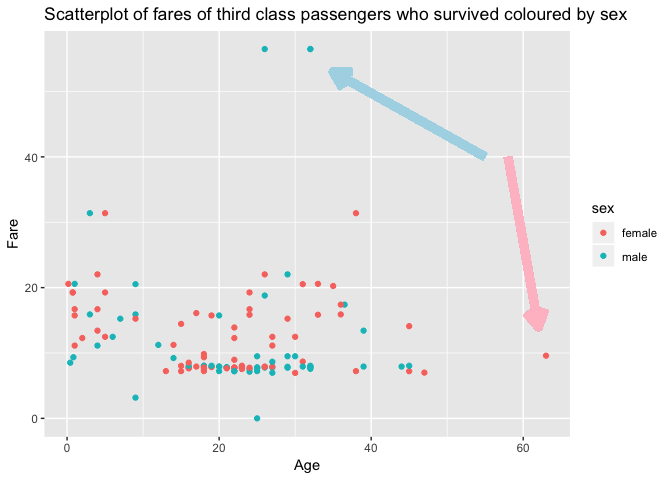 Scatterplot of fares of third class passengers who survived coloured by sex
Fare
40
20
0
0
20
40
60
Age
sex
female
male